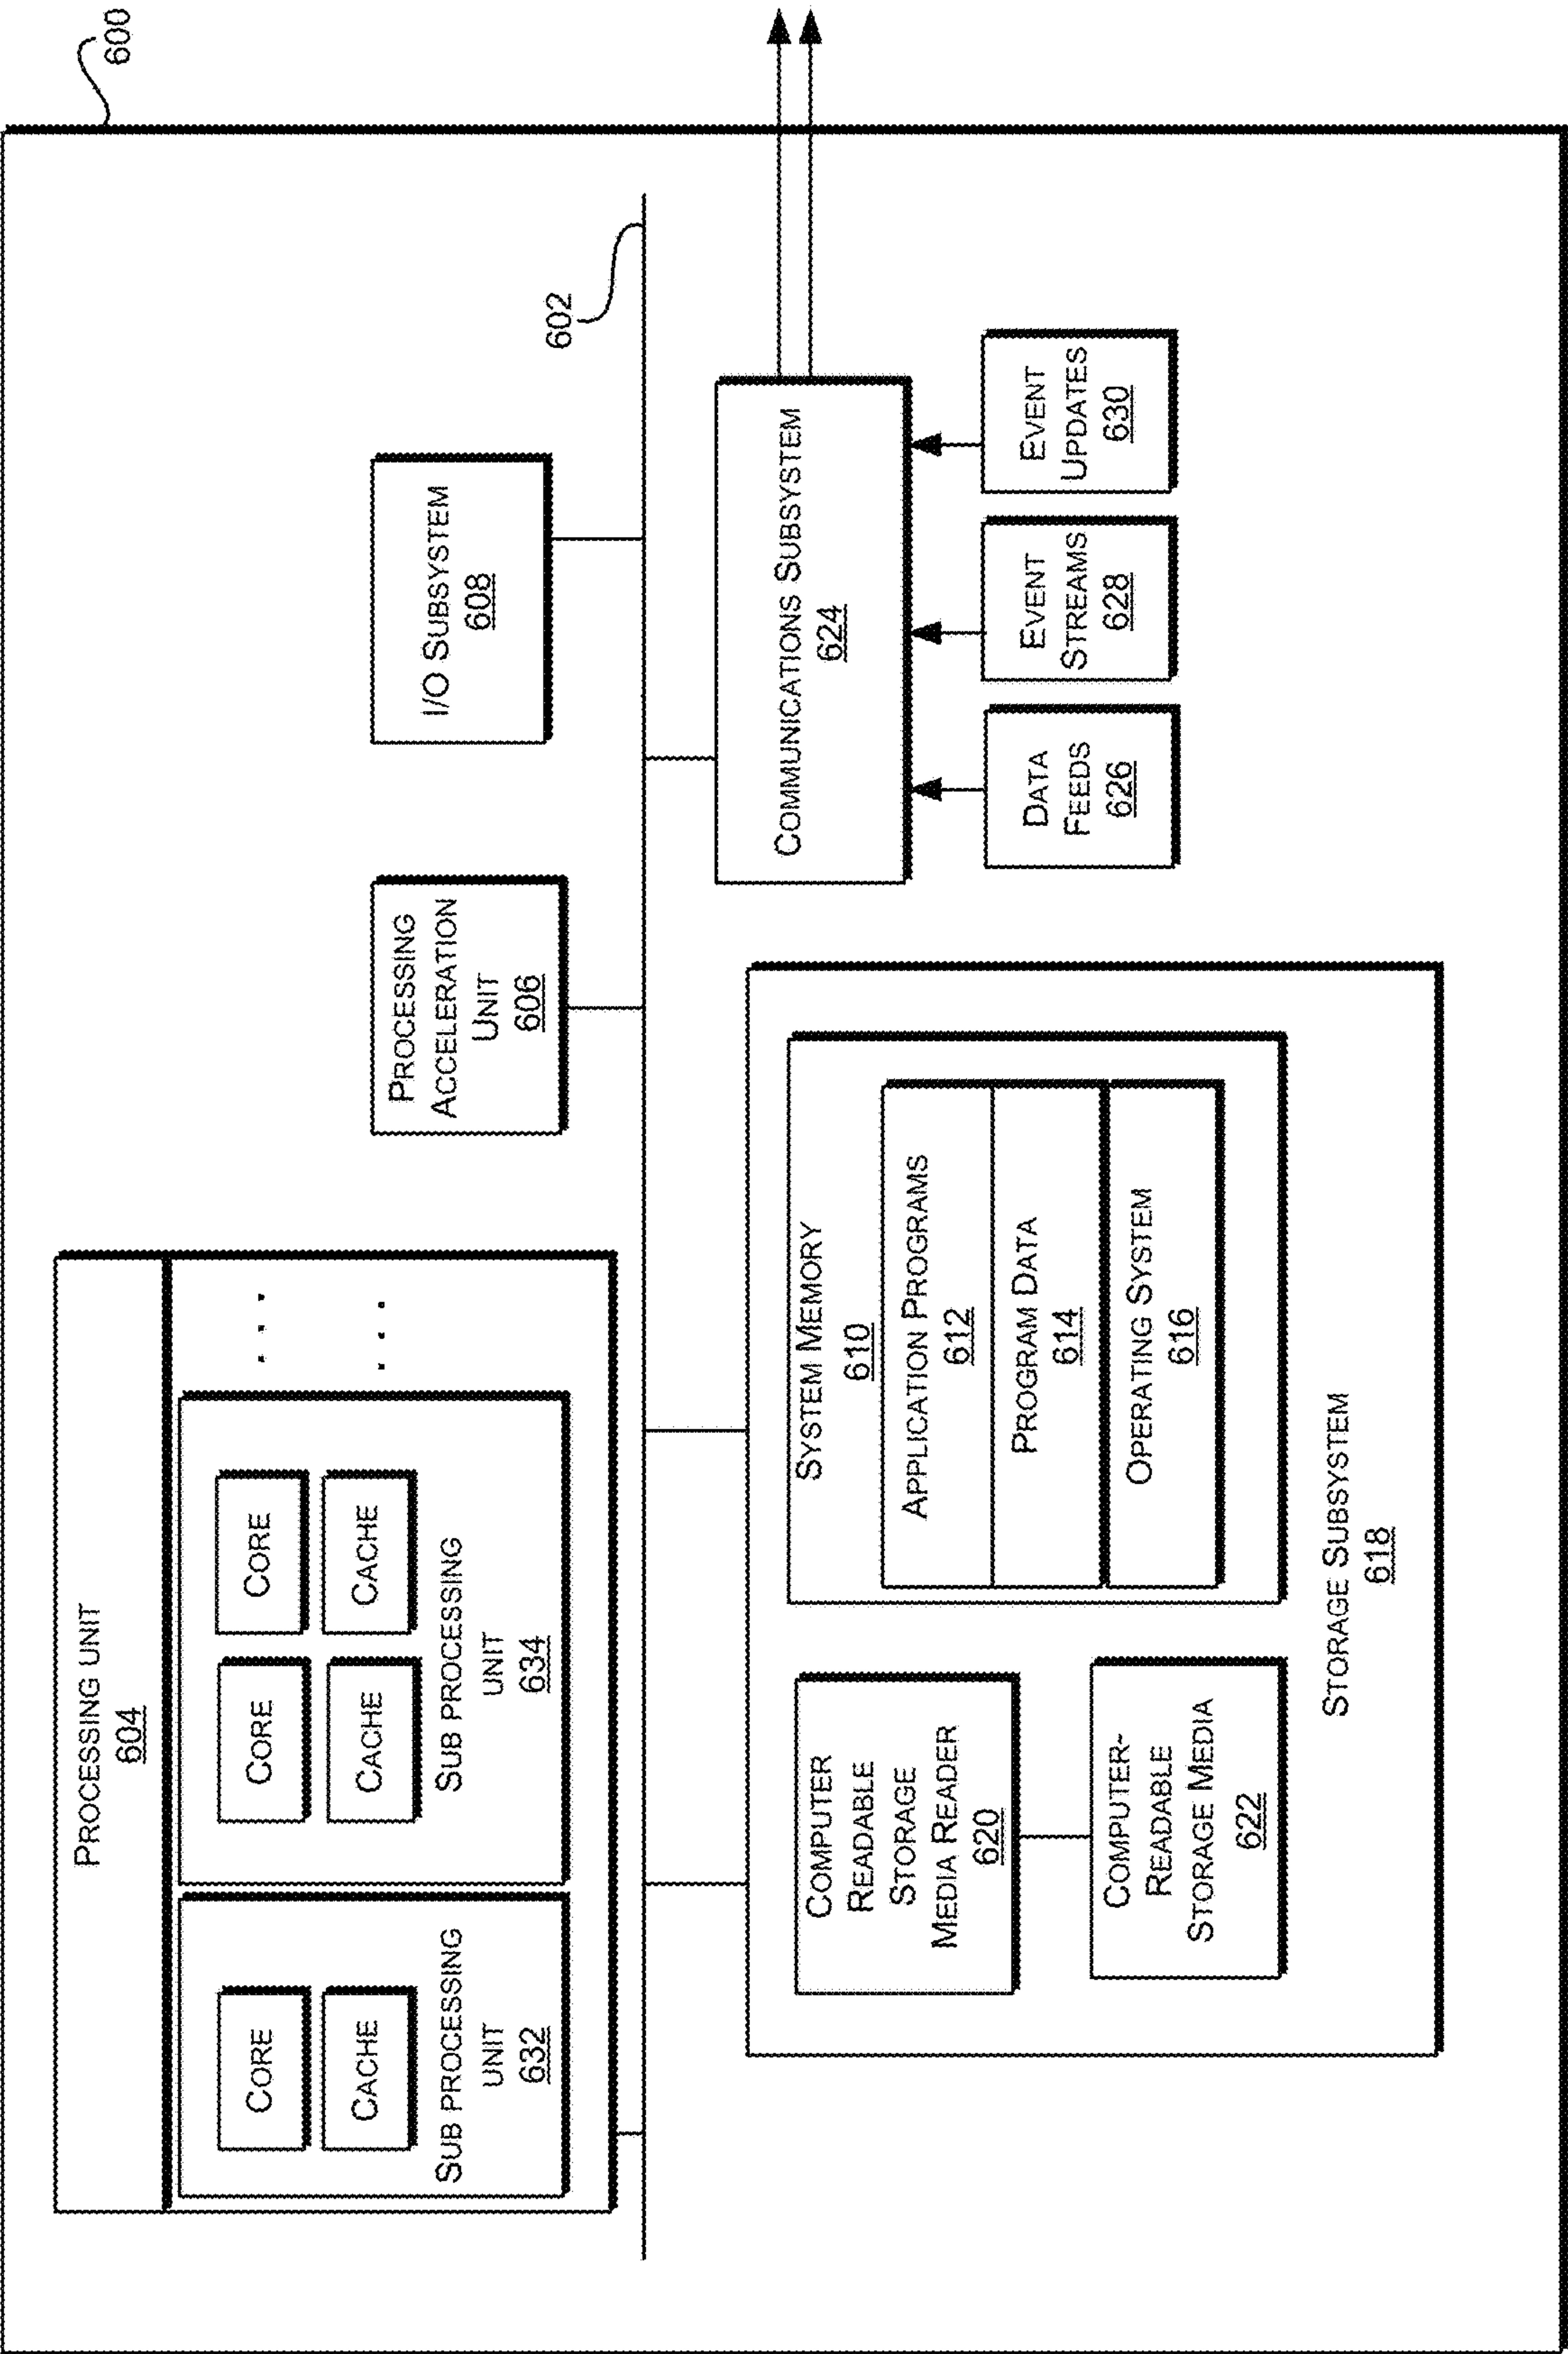 600
PROCESSING UNIT
604
CORE
CACHE
SUB PROCESSING
UNIT
632
CORE
CORE
CACHE
CACHE
SUB PROCESSING
UNIT
634
. . .
. . .
PROCESSING
ACCELERATION
UNIT
606
I/O SUBSYSTEM
608
602
COMPUTER
READABLE
STORAGE
MEDIA READER
620
COMPUTER-
READABLE
STORAGE MEDIA
622
SYSTEM MEMORY
610
APPLICATION PROGRAMS
612
PROGRAM DATA
614
OPERATING SYSTEM
616
STORAGE SUBSYSTEM
618
COMMUNICATIONS SUBSYSTEM
624
DATA
FEEDS
626
EVENT
STREAMS
628
EVENT
UPDATES
630